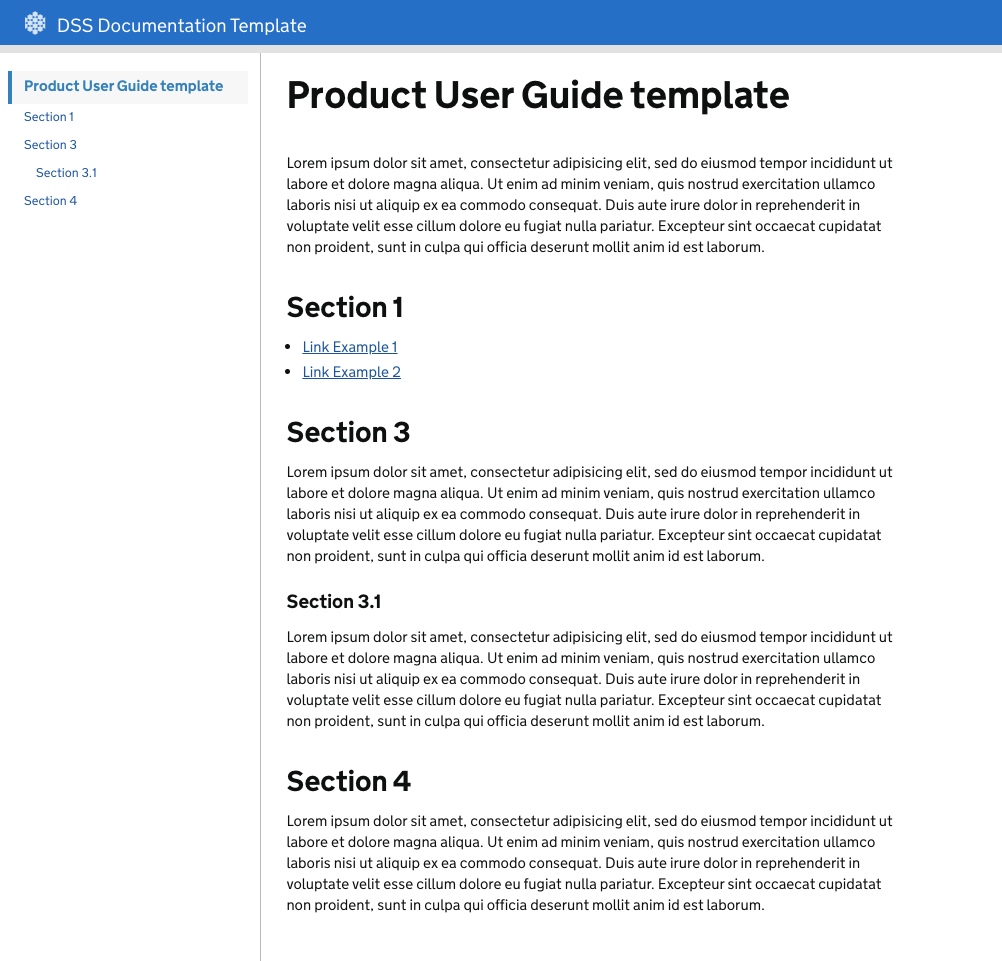 DSS Documentation Template
Product User Guide template
Section 1
Section 3
Section 3.1
Section 4
Product User Guide template
Lorem ipsum dolor sit amet, consectetur adipisicing elit, sed do eiusmod tempor incididunt ut
labore et dolore magna aliqua. Ut enim ad minim veniam, quis nostrud exercitation ullamco
laboris nisi ut aliquip ex ea commodo consequat. Duis aute irure dolor in reprehenderit in
voluptate velit esse cillum dolore eu fugiat nulla pariatur. Excepteur sint occaecat cupidatat
non proident, sunt in culpa qui officia deserunt mollit anim id est laborum.
Section 1
• Link Example 1
• Link Example 2
Section 3
Lorem ipsum dolor sit amet, consectetur adipisicing elit, sed do eiusmod tempor incididunt ut
labore et dolore magna aliqua. Ut enim ad minim veniam, quis nostrud exercitation ullamco
laboris nisi ut aliquip ex ea commodo consequat. Duis aute irure dolor in reprehenderit in
voluptate velit esse cillum dolore eu fugiat nulla pariatur. Excepteur sint occaecat cupidatat
non proident, sunt in culpa qui officia deserunt mollit anim id est laborum.
Section 3.1
Lorem ipsum dolor sit amet, consectetur adipisicing elit, sed do eiusmod tempor incididunt ut
labore et dolore magna aliqua. Ut enim ad minim veniam, quis nostrud exercitation ullamco
laboris nisi ut aliquip ex ea commodo consequat. Duis aute irure dolor in reprehenderit in
voluptate velit esse cillum dolore eu fugiat nulla pariatur. Excepteur sint occaecat cupidatat
non proident, sunt in culpa qui officia deserunt mollit anim id est laborum.
Section 4
Lorem ipsum dolor sit amet, consectetur adipisicing elit, sed do eiusmod tempor incididunt ut
labore et dolore magna aliqua. Ut enim ad minim veniam, quis nostrud exercitation ullamco
laboris nisi ut aliquip ex ea commodo consequat. Duis aute irure dolor in reprehenderit in
voluptate velit esse cillum dolore eu fugiat nulla pariatur. Excepteur sint occaecat cupidatat
non proident, sunt in culpa qui officia deserunt mollit anim id est laborum.